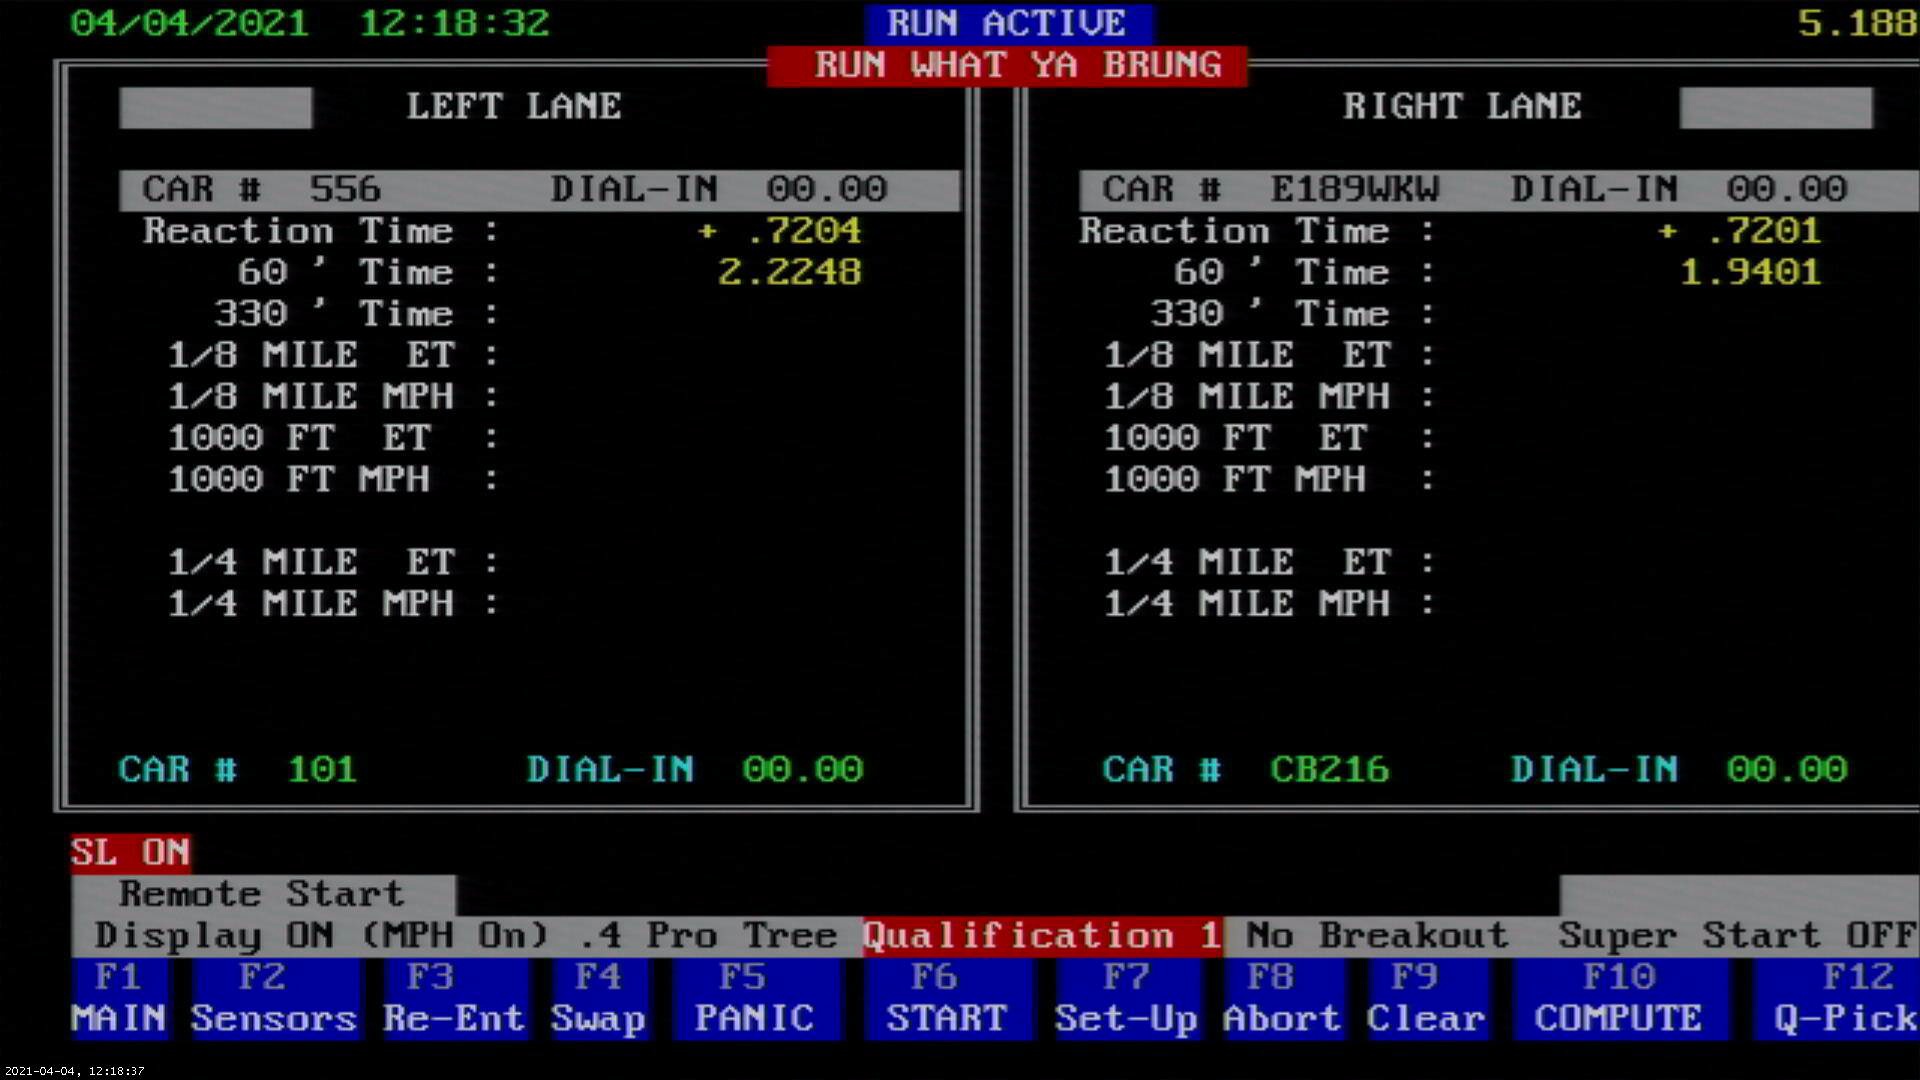 04/04/2021 12:18:32 RUN ACTIVE 5.188
RUN WHAT YA BRUNG
LEFT LANE
CAR # 556 DIAL-IN 00.00
Reaction Time : + .7204
60 ' Time : 2.2248
330 ' Time :
1/8 MILE ET :
1/8 MILE MPH :
1000 FT ET :
1000 FT MPH :
1/4 MILE ET :
1/4 MILE MPH :
CAR # 101 DIAL-IN 00.00
RIGHT LANE
CAR # E189WKW DIAL-IN 00.00
Reaction Time : + .7201
60 ' Time : 1.9401
330 ' Time :
1/8 MILE ET :
1/8 MILE MPH :
1000 FT ET :
1000 FT MPH :
1/4 MILE ET :
1/4 MILE MPH :
CAR # CB216 DIAL-IN 00.00
SL ON
Remote Start
Display ON (MPH On) .4 Pro Tree Qualification 1 No Breakout Super Start OFF
F1 F2 F3 F4 F5 F6 F7 F8 F9 F10 F12
MAIN Sensors Re-Ent Swap PANIC START Set-Up Abort Clear COMPUTE Q-Pick
2021-04-04, 12:18:37